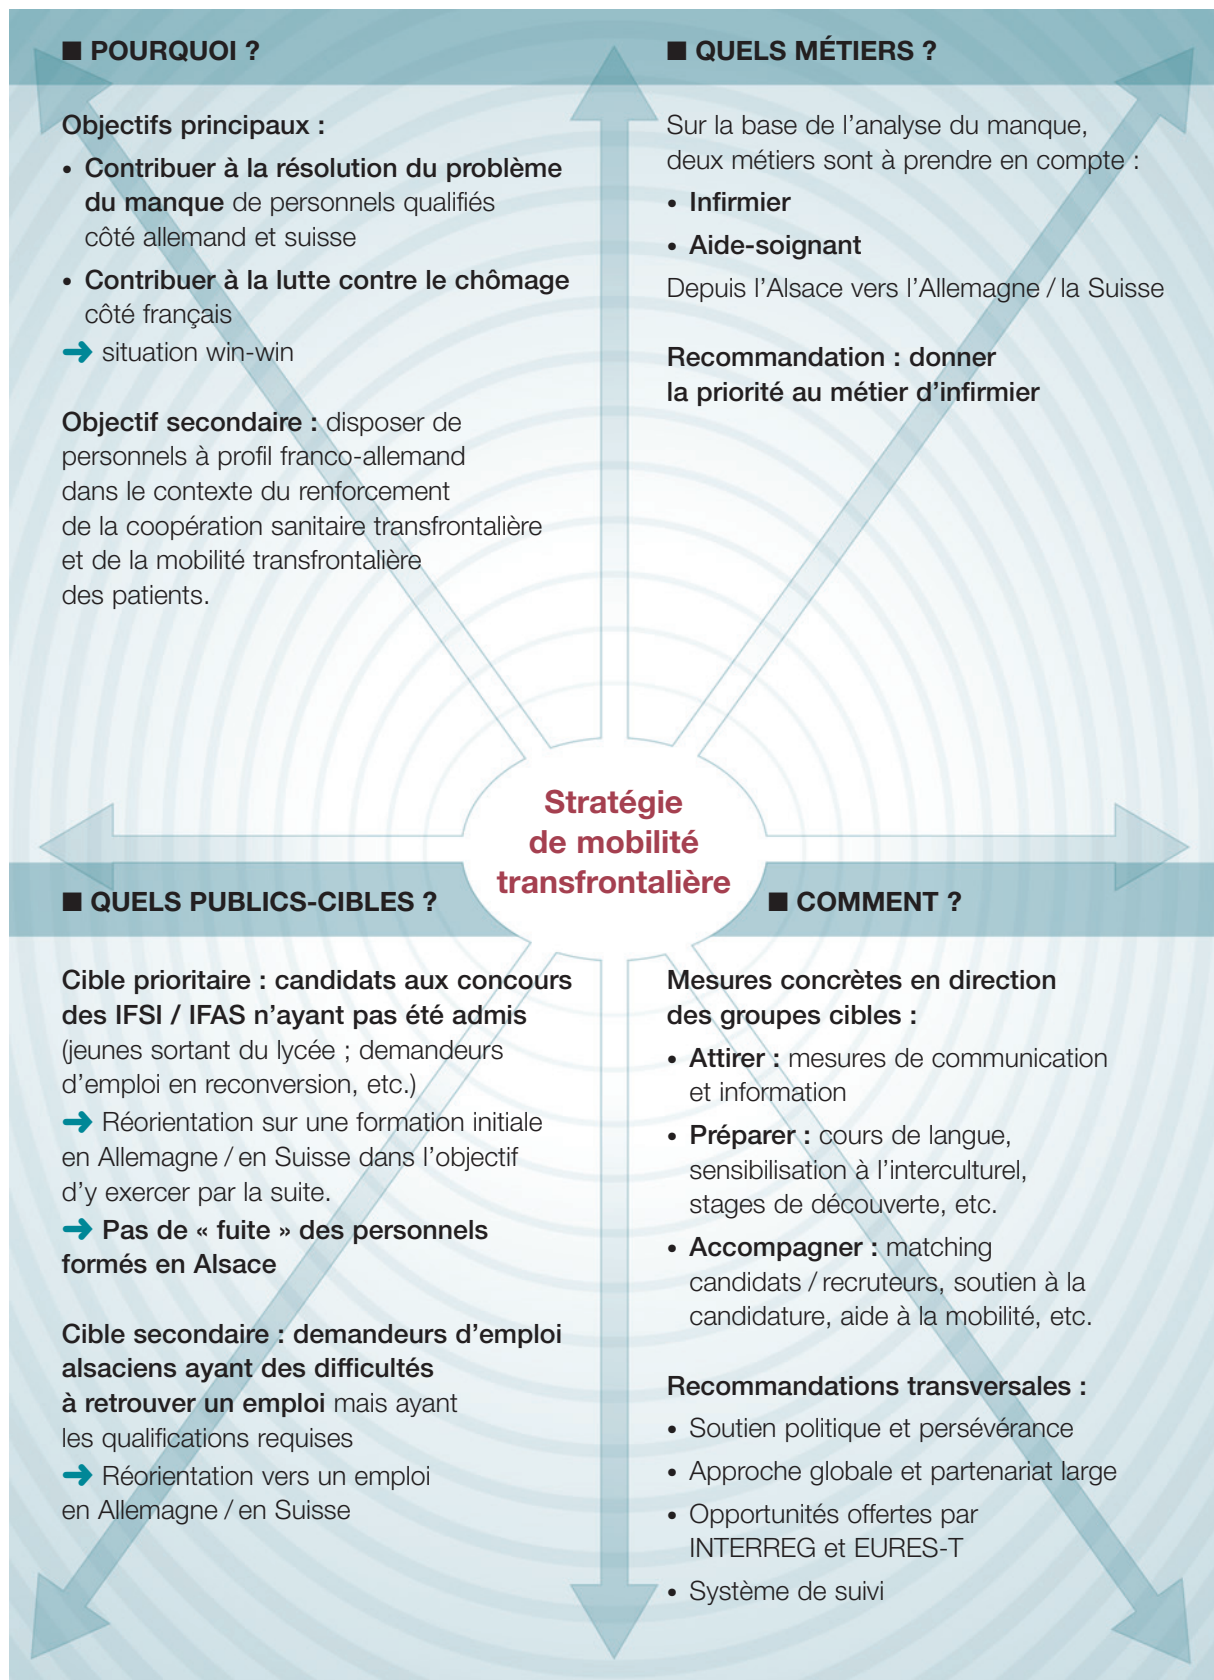 ■ POURQUOI ?
Objectifs principaux :
• Contribuer à la résolution du problème
du manque de personnels qualifiés
côté allemand et suisse
• Contribuer à la lutte contre le chômage
côté français
➜ situation win-win
Objectif secondaire : disposer de
personnels à profil franco-allemand
dans le contexte du renforcement
de la coopération sanitaire transfrontalière
et de la mobilité transfrontalière
des patients.
■ QUELS MÉTIERS ?
Sur la base de l’analyse du manque,
deux métiers sont à prendre en compte :
• Infirmier
• Aide-soignant
Depuis l’Alsace vers l’Allemagne / la Suisse
Recommandation : donner
la priorité au métier d’infirmier
Stratégie
de mobilité
transfrontalière
■ QUELS PUBLICS-CIBLES ?
Cible prioritaire : candidats aux concours
des IFSI / IFAS n’ayant pas été admis
(jeunes sortant du lycée ; demandeurs
d’emploi en reconversion, etc.)
➜ Réorientation sur une formation initiale
en Allemagne / en Suisse dans l’objectif
d’y exercer par la suite.
➜ Pas de « fuite » des personnels
formés en Alsace
Cible secondaire : demandeurs d’emploi
alsaciens ayant des difficultés
à retrouver un emploi mais ayant
les qualifications requises
➜ Réorientation vers un emploi
en Allemagne / en Suisse
■ COMMENT ?
Mesures concrètes en direction
des groupes cibles :
• Attirer : mesures de communication
et information
• Préparer : cours de langue,
sensibilisation à l’interculturel,
stages de découverte, etc.
• Accompagner : matching
candidats / recruteurs, soutien à la
candidature, aide à la mobilité, etc.
Recommandations transversales :
• Soutien politique et persévérance
• Approche globale et partenariat large
• Opportunités offertes par
INTERREG et EURES-T
• Système de suivi